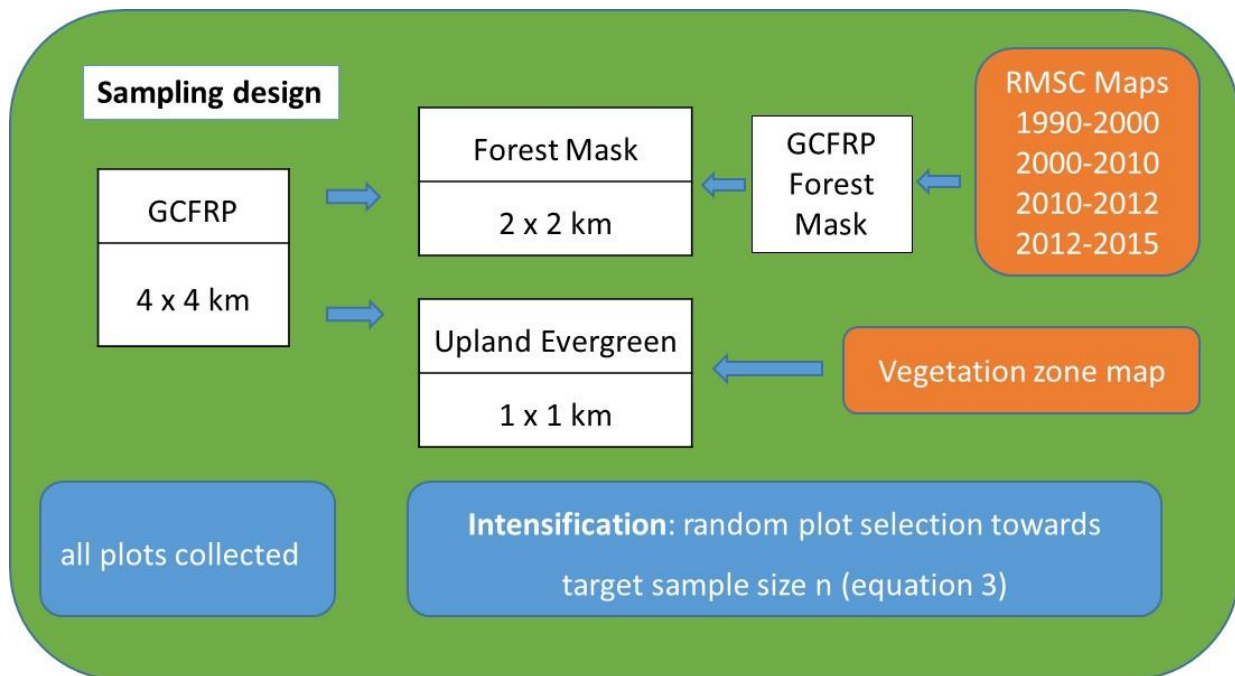 Sampling design
GCFRP
4 x 4 km
Forest Mask
2 x 2 km
GCFRP
Forest
Mask
RMSC Maps
1990-2000
2000-2010
2010-2012
2012-2015
Upland Evergreen
1 x 1 km
Vegetation zone map
all plots collected
Intensification: random plot selection towards
target sample size n (equation 3)